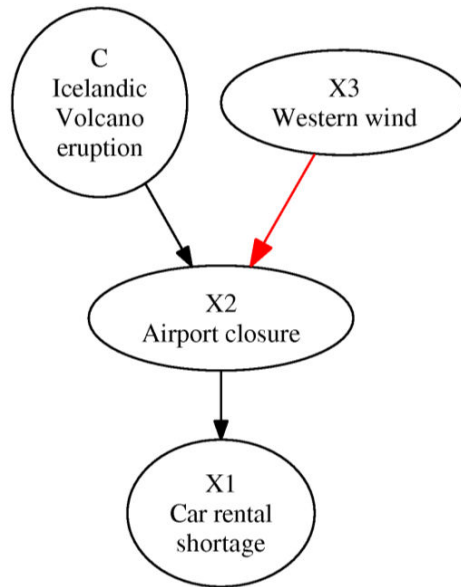 C
Icelandic
Volcano
eruption
X3
Western wind
X2
Airport closure
X1
Car rental
shortage